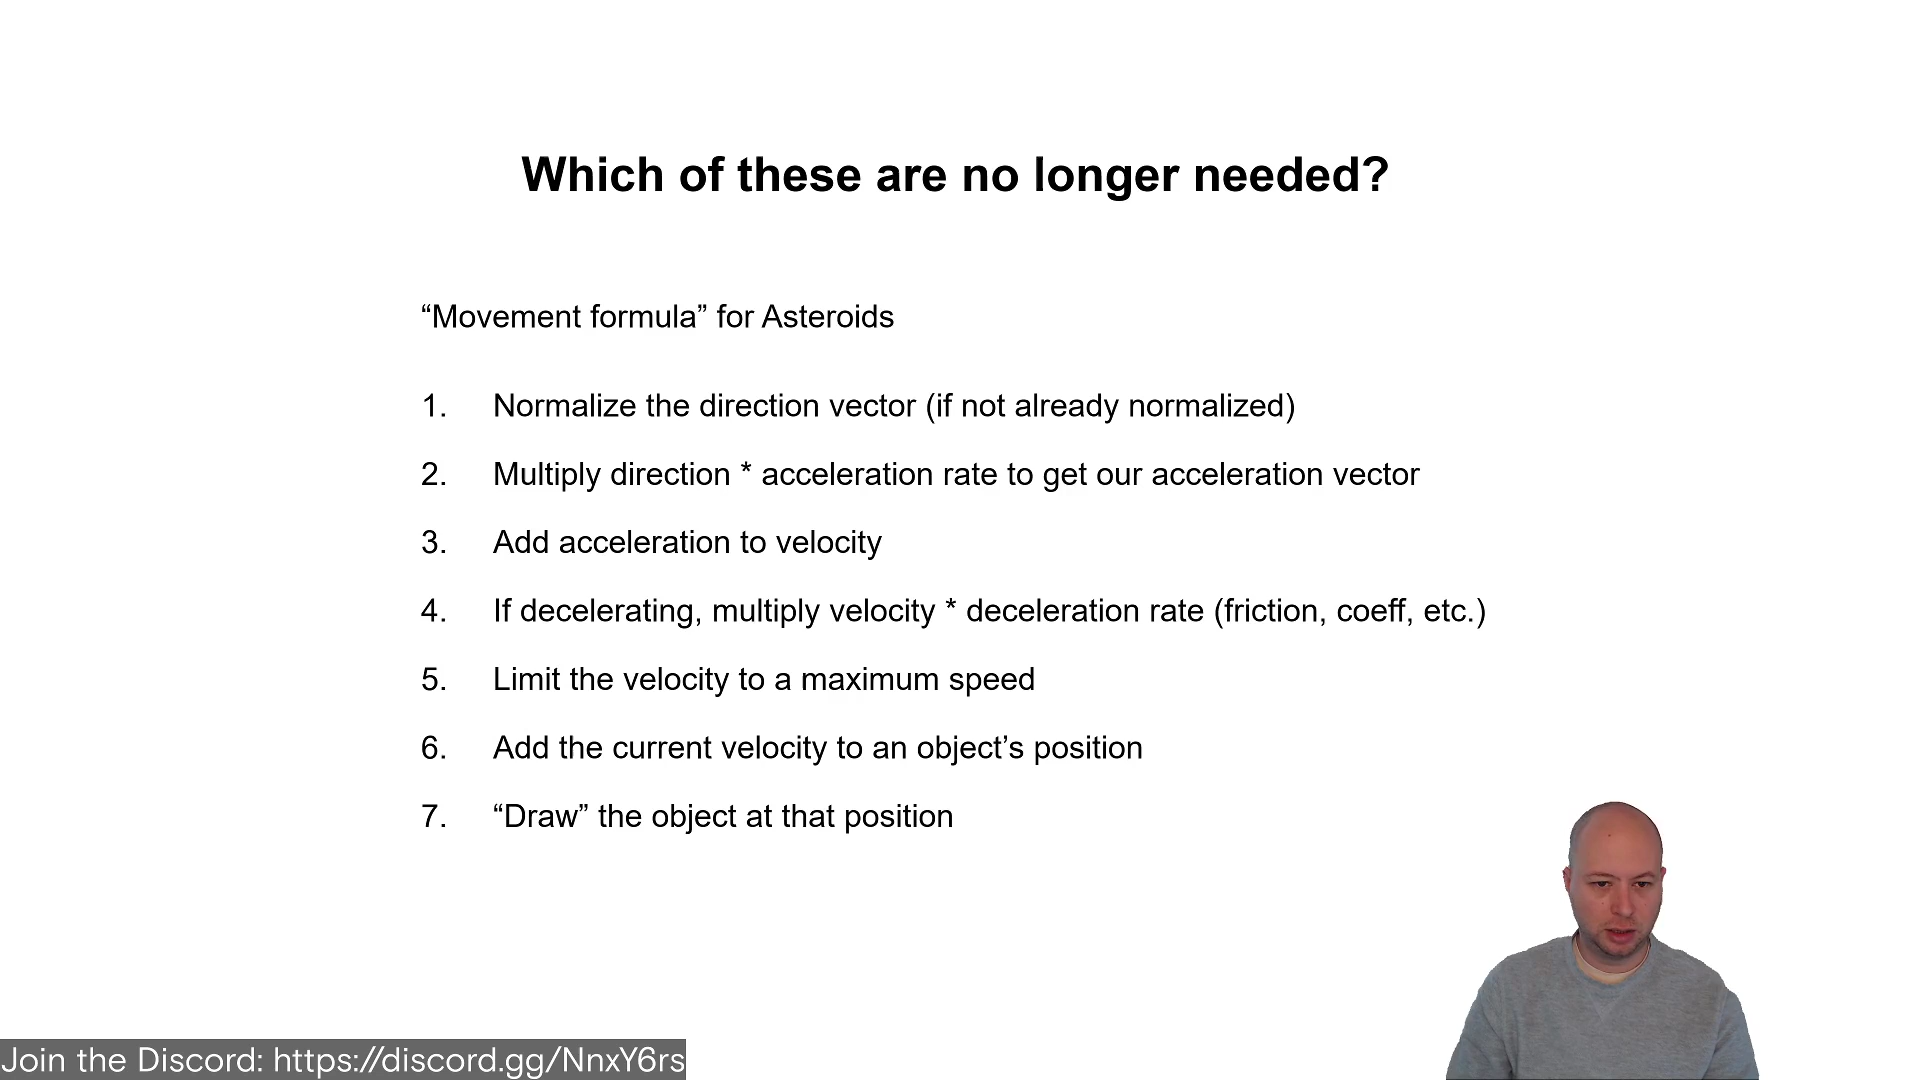 Which of these are no longer needed?
“Movement formula” for Asteroids
1. Normalize the direction vector (if not already normalized)
2. Multiply direction * acceleration rate to get our acceleration vector
3. Add acceleration to velocity
4. If decelerating, multiply velocity * deceleration rate (friction, coeff, etc.)
5. Limit the velocity to a maximum speed
6. Add the current velocity to an object’s position
7. “Draw” the object at that position
Join the Discord: https://discord.gg/NnxY6rs